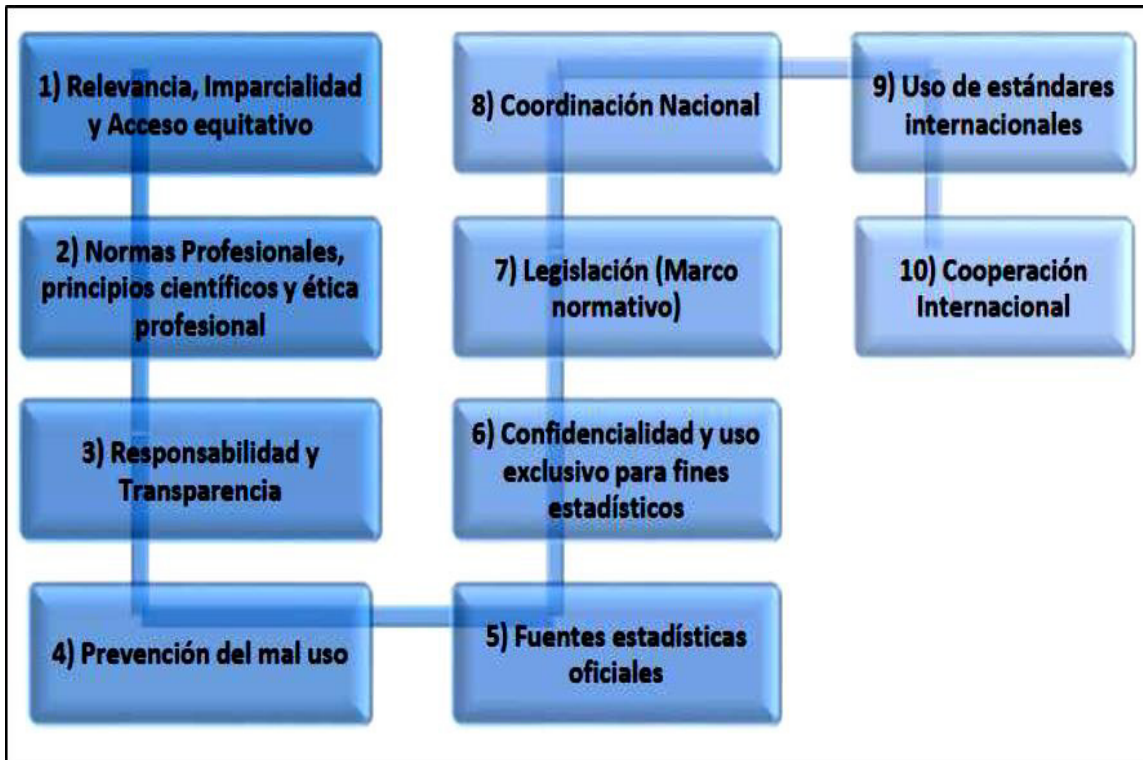 1) Relevancia, Imparcialidad
y Acceso equitativo
2) Normas Profesionales,
principios científicos y ética
profesional
3) Responsabilidad y
Transparencia
4) Prevención del mal uso
5) Fuentes estadísticas
oficiales
6) Confidencialidad y uso
exclusivo para fines
estadísticos
7) Legislación (Marco
normativo)
8) Coordinación Nacional
9) Uso de estándares
internacionales
10) Cooperación
Internacional